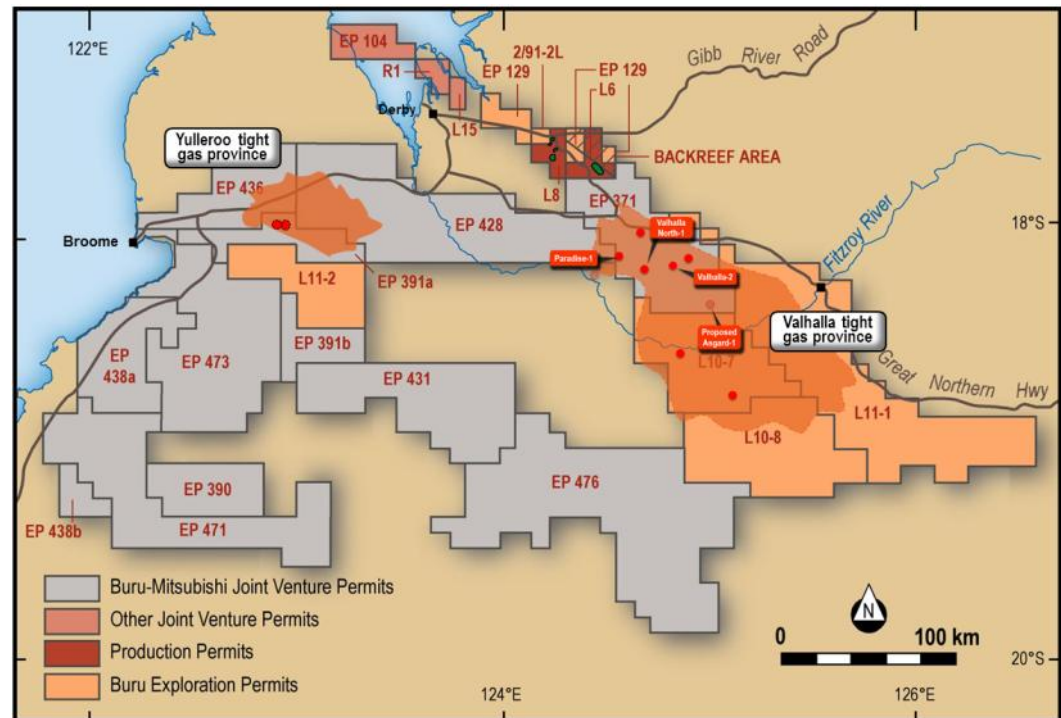 122°E
EP 104
2/91-2L
R1
EP 129
EP 129
L6
Gibb River Road
Derby
L15
BACKREEF AREA
Yulleroo tight
gas province
L8
EP 436
EP 371
EP 428
Valhalla
North-1
18°S
Broome
Paradise-1
Valhalla-2
Fitzroy River
EP 391a
L11-2
Proposed
Asgard-1
Valhalla tight
gas province
EP
438a
EP 473
EP 391b
L10-7
EP 431
Great Northern Hwy
L11-1
L10-8
EP 390
EP 476
EP 438b
EP 471
Buru-Mitsubishi Joint Venture Permits
Other Joint Venture Permits
Production Permits
Buru Exploration Permits
N
0 100 km
20°S
124°E
126°E